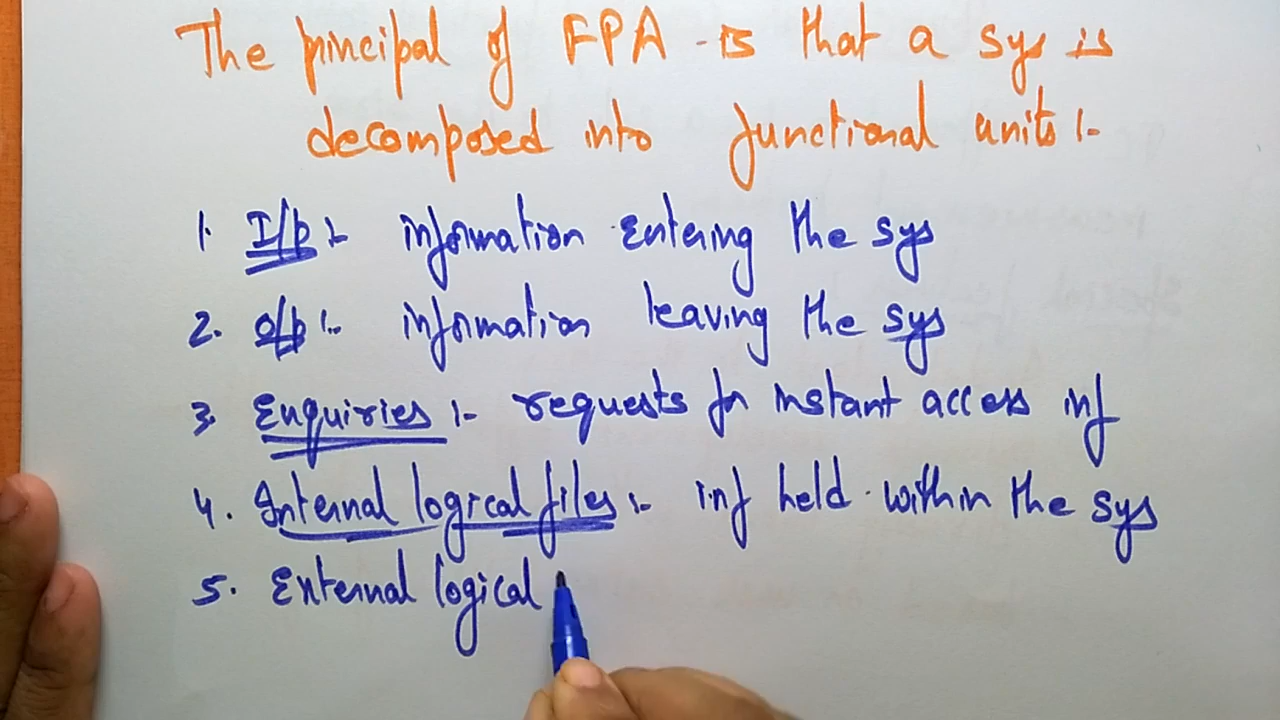 The principal of FPA is that a sys is
decomposed into functional units :-
1. I/p :- information entering the sys
2. o/p :- information leaving the sys
3. Enquiries :- requests for instant access inf
4. Internal logical files :- inf held within the sys
5. External logical